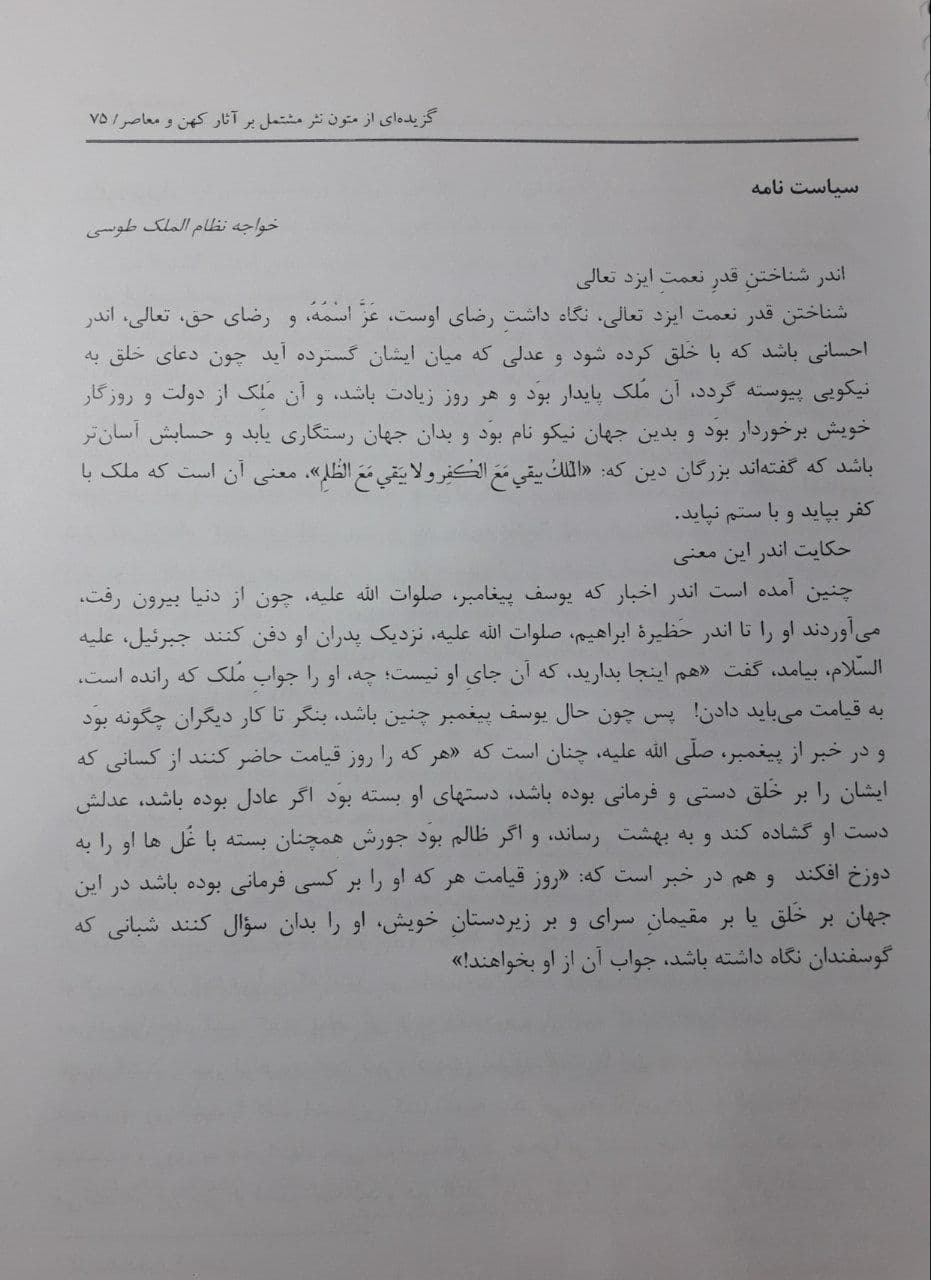 گزیده‌ای از متون نثر مشتمل بر آثار کهن و معاصر/ ۷۵
سیاست نامه
خواجه نظام الملک طوسی
اندر شناختنِ قدرِ نعمتِ ایزد تعالی
شناختن قدر نعمت ایزد تعالی، نگاه داشتِ رضای اوست، عَزَّ اسْمُهُ، و رضای حق، تعالی، اندر
احسانی باشد که با خَلق کرده شود و عدلی که میان ایشان گسترده آید چون دعای خلق به
نیکویی پیوسته گردد، آن مُلک پایدار بوَد و هر روز زیادت باشد، و آن مَلِک از دولت و روزگار
خویش برخوردار بوَد و بدین جهان نیکو نام بوَد و بدان جهان رستگاری یابد و حسابش آسان‌تر
باشد که گفته‌اند بزرگان دین که: «المُلكُ يبقي مَعَ الكُفِر و لا يَبقي مَعَ الظُلمِ»، معنی آن است که ملک با
کفر بپاید و با ستم نپاید.
حکایت اندر این معنی
چنین آمده است اندر اخبار که یوسف پیغامبر، صلوات الله علیه، چون از دنیا بیرون رفت،
می‌آوردند او را تا اندر حَظیرهٔ ابراهیم، صلوات الله علیه، نزدیک پدران او دفن کنند جبرئیل، علیه
السّلام، بیامد، گفت «هم اینجا بدارید، که آن جایِ او نیست؛ چه، او را جوابِ مُلک که رانده است،
به قیامت می‌باید دادن! پس چون حال یوسف پیغمبر چنین باشد، بنگر تا کار دیگران چگونه بوَد
و در خبر از پیغمبر، صلّی الله علیه، چنان است که «هر که را روز قیامت حاضر کنند از کسانی که
ایشان را بر خَلق دستی و فرمانی بوده باشد، دستهای او بسته بوَد اگر عادل بوده باشد، عدلش
دست او گشاده کند و به بهشت رساند، و اگر ظالم بوَد جورش همچنان بسته با غُل ها او را به
دوزخ افکند و هم در خبر است که: «روز قیامت هر که او را بر کسی فرمانی بوده باشد در این
جهان بر خَلق یا بر مقیمانِ سرای و بر زیردستانِ خویش، او را بدان سؤال کنند شبانی که
گوسفندان نگاه داشته باشد، جواب آن از او بخواهند!»